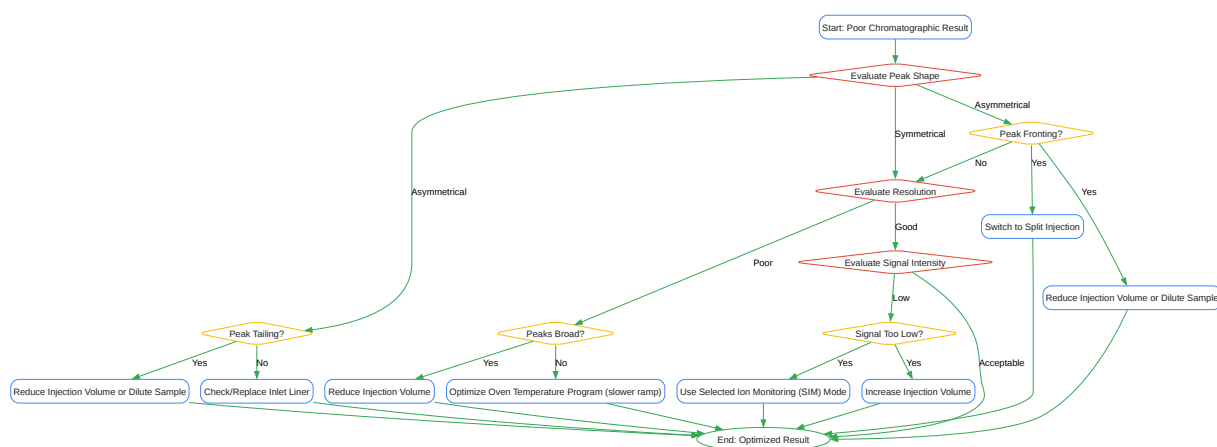 Start: Poor Chromatographic Result
Evaluate Peak Shape
Asymmetrical
Symmetrical
Peak Fronting?
No
Yes
Yes
Asymmetrical
Evaluate Resolution
Switch to Split Injection
Good
Poor
Evaluate Signal Intensity
Low
Reduce Injection Volume or Dilute Sample
Peak Tailing?
Peaks Broad?
Signal Too Low?
Yes
No
Yes
No
Yes
Yes
Acceptable
Reduce Injection Volume or Dilute Sample
Check/Replace Inlet Liner
Reduce Injection Volume
Optimize Oven Temperature Program (slower ramp)
Use Selected Ion Monitoring (SIM) Mode
Increase Injection Volume
End: Optimized Result